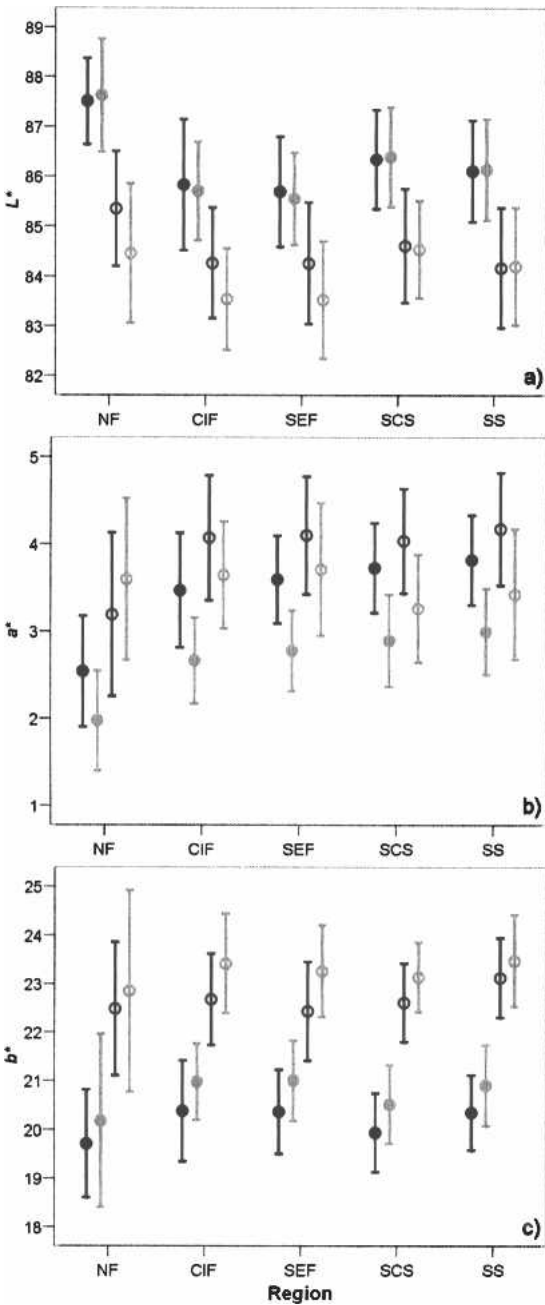 89
88
87
86
85
84
83
82
L*
a)
NF CIF SEF SCS SS
5
4
3
2
1
a*
b)
NF CIF SEF SCS SS
25
24
23
22
21
20
19
18
b*
c)
NF CIF SEF SCS SS
Region